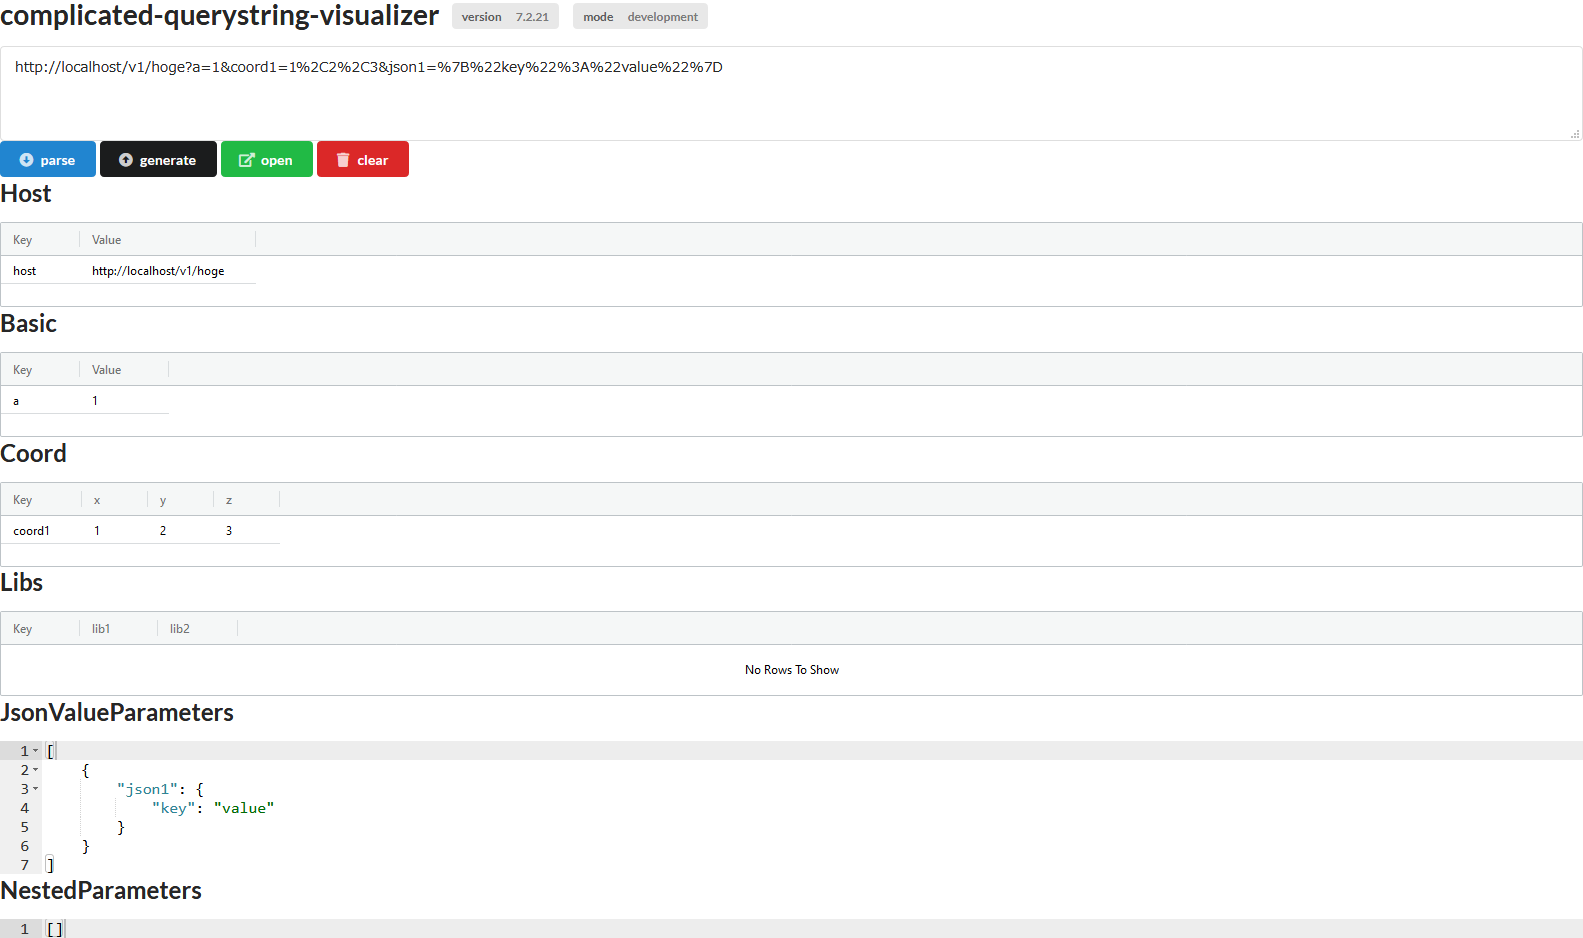 complicated-querystring-visualizer version 7.2.21 mode development
http://localhost/v1/hoge?a=1&coord1=1%2C2%2C3&json1=%7B%22key%22%3A%22value%22%7D
parse generate open clear
Host
Key Value
host http://localhost/v1/hoge
Basic
Key Value
a 1
Coord
Key x y z
coord1 1 2 3
Libs
Key lib1 lib2
No Rows To Show
JsonValueParameters
1 [
2 {
3 "json1": {
4 "key": "value"
5 }
6 }
7 ]
NestedParameters
1 []